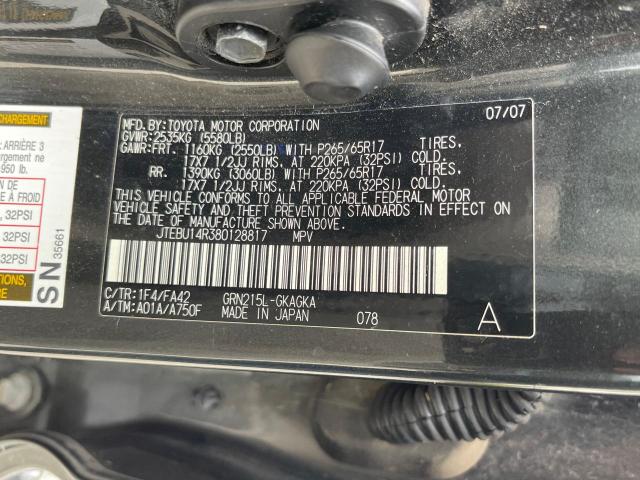 07/07
MFD.BY:TOYOTA MOTOR CORPORATION
GVWR:2535KG (5580LB)
GAWR:FRT. 1160KG (2550LB) WITH P265/65R17 TIRES.
17X7 1/2JJ RIMS, AT 220KPA (32PSI) COLD.
RR. 1390KG (3060LB) WITH P265/65R17 TIRES.
17X7 1/2JJ RIMS, AT 220KPA (32PSI) COLD.
THIS VEHICLE CONFORMS TO ALL APPLICABLE FEDERAL MOTOR
VEHICLE SAFETY AND THEFT PREVENTION STANDARDS IN EFFECT ON
THE DATE OF MANUFACTURE SHOWN ABOVE.
JTEBU14R380128817 MPV
C/TR:1F4/FA42 GRN215L-GKAGKA
A/TM:A01A/A750F MADE IN JAPAN 078 A
CHARGEMENT
ARRIÈRE 3
argement ne
950 lb.
DE
À FROID
, 32PSI
, 32PSI
32PSI
SN 35661